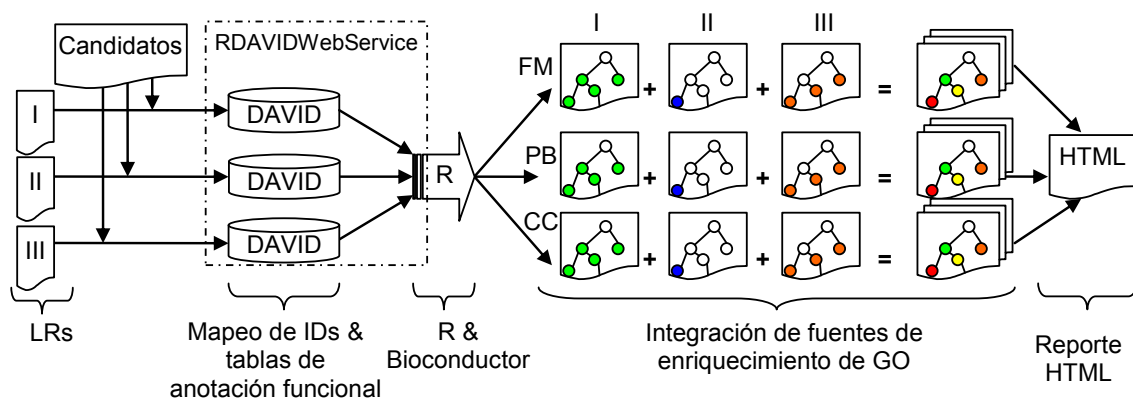 Candidatos
RDAVIDWebService
I
II
III
I
DAVID
FM
+
+
=
II
DAVID
R
PB
+
+
=
HTML
III
DAVID
CC
+
+
=
LRs
Mapeo de IDs &
tablas de
anotación funcional
R &
Bioconductor
Integración de fuentes de
enriquecimiento de GO
Reporte
HTML